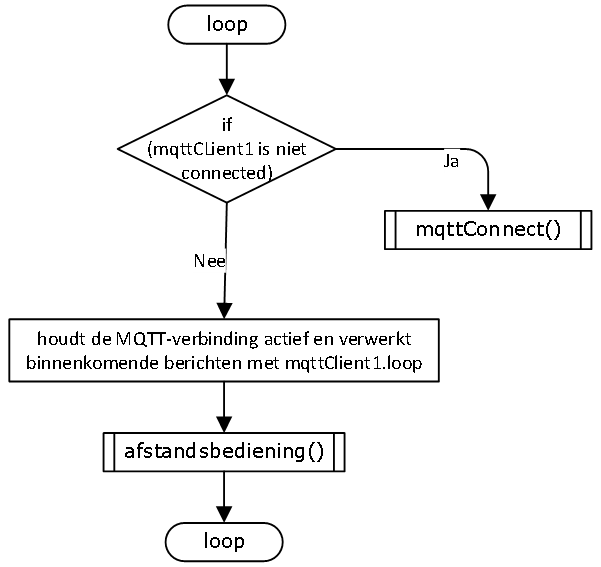 loop
if
(mqttClient1 is niet
connected)
Ja
mqttConnect()
Nee
houdt de MQTT-verbinding actief en verwerkt
binnenkomende berichten met mqttClient1.loop
afstandsbediening()
loop